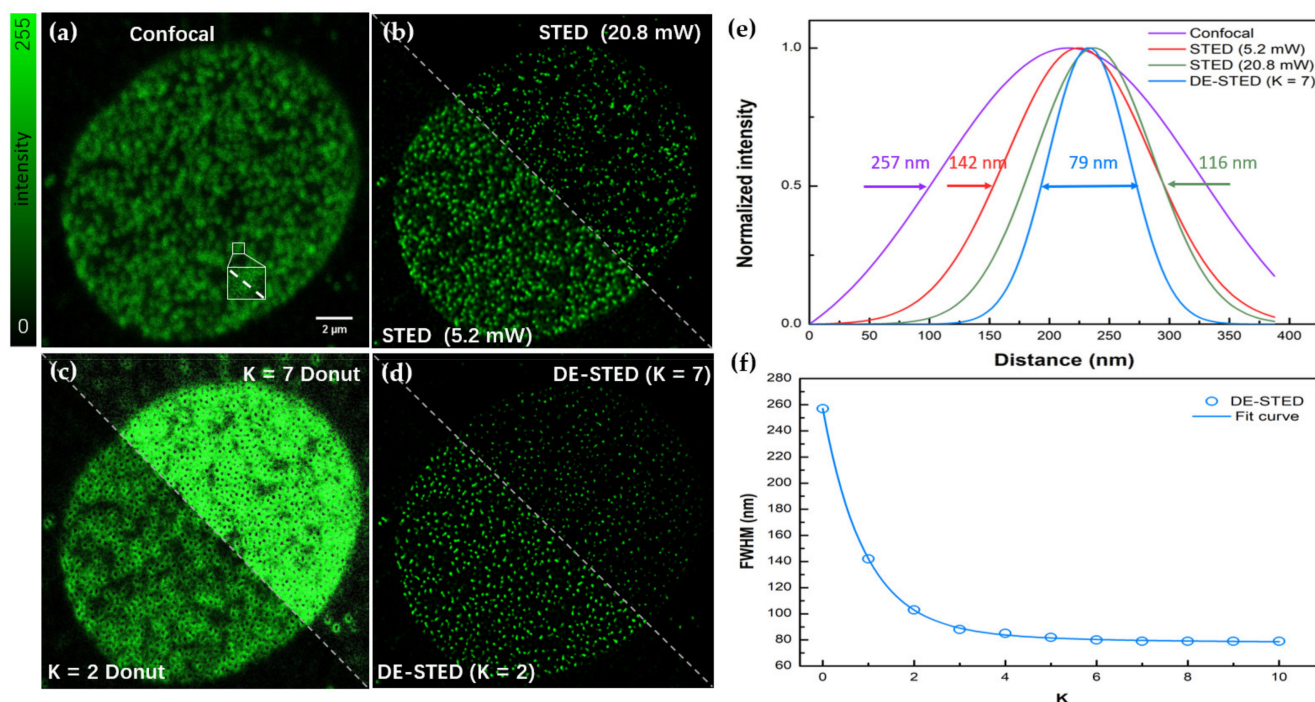 255
intensity
0
(a) Confocal
2 μm
(b) STED (20.8 mW)
STED (5.2 mW)
(c) K = 7 Donut
K = 2 Donut
(d) DE-STED (K = 7)
DE-STED (K = 2)
(e)
Normalized intensity
1.0
0.5
0.0
Confocal
STED (5.2 mW)
STED (20.8 mW)
DE-STED (K = 7)
257 nm
142 nm
79 nm
116 nm
0 50 100 150 200 250 300 350 400
Distance (nm)
(f)
FWHM (nm)
280
260
240
220
200
180
160
140
120
100
80
60
DE-STED
Fit curve
0 2 4 6 8 10
K